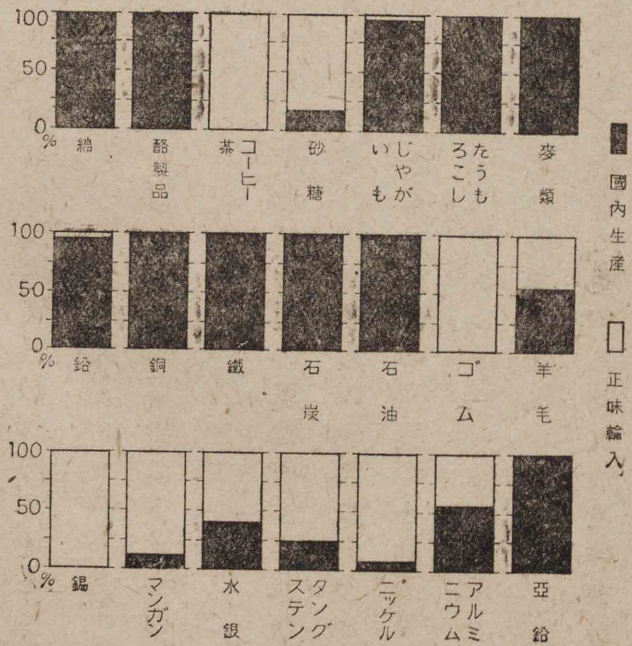 100
50
0
%
綿
酪製品
コーヒー
茶
砂糖
じやが
いも
たうも
ろこし
麥類
100
50
0
%
鉛
銅
鐵
石炭
石油
ゴム
羊毛
100
50
0
%
錫
マンガン
水銀
タング
ステン
ニッケル
アルミ
ニウム
亞鉛
國內生產
正味輸入